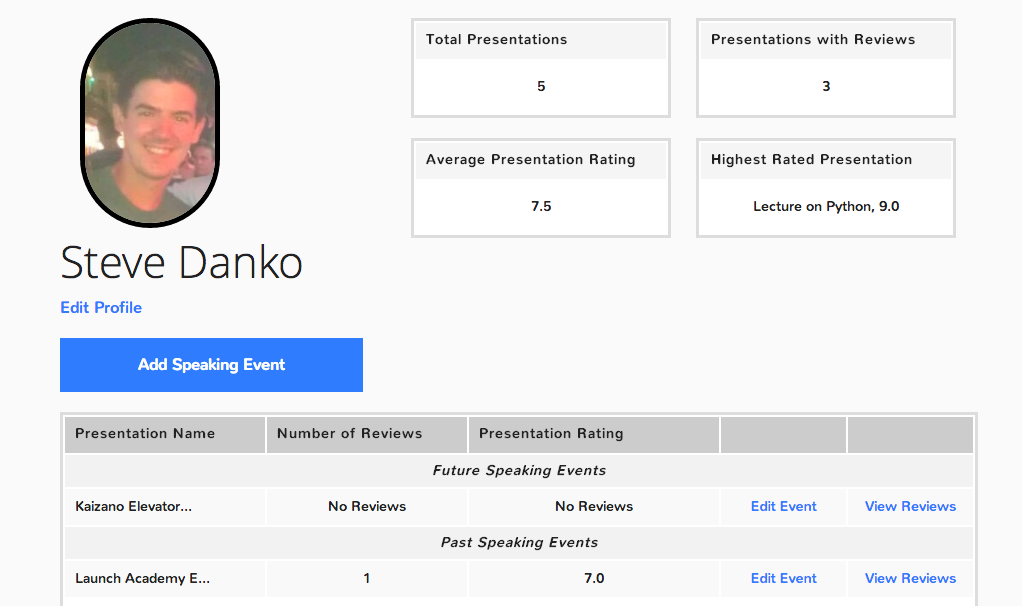 Total Presentations
5
Presentations with Reviews
3
Average Presentation Rating
7.5
Highest Rated Presentation
Lecture on Python, 9.0
Steve Danko
Edit Profile
Add Speaking Event
Presentation Name Number of Reviews Presentation Rating
Future Speaking Events
Kaizano Elevator... No Reviews No Reviews Edit Event View Reviews
Past Speaking Events
Launch Academy E... 1 7.0 Edit Event View Reviews